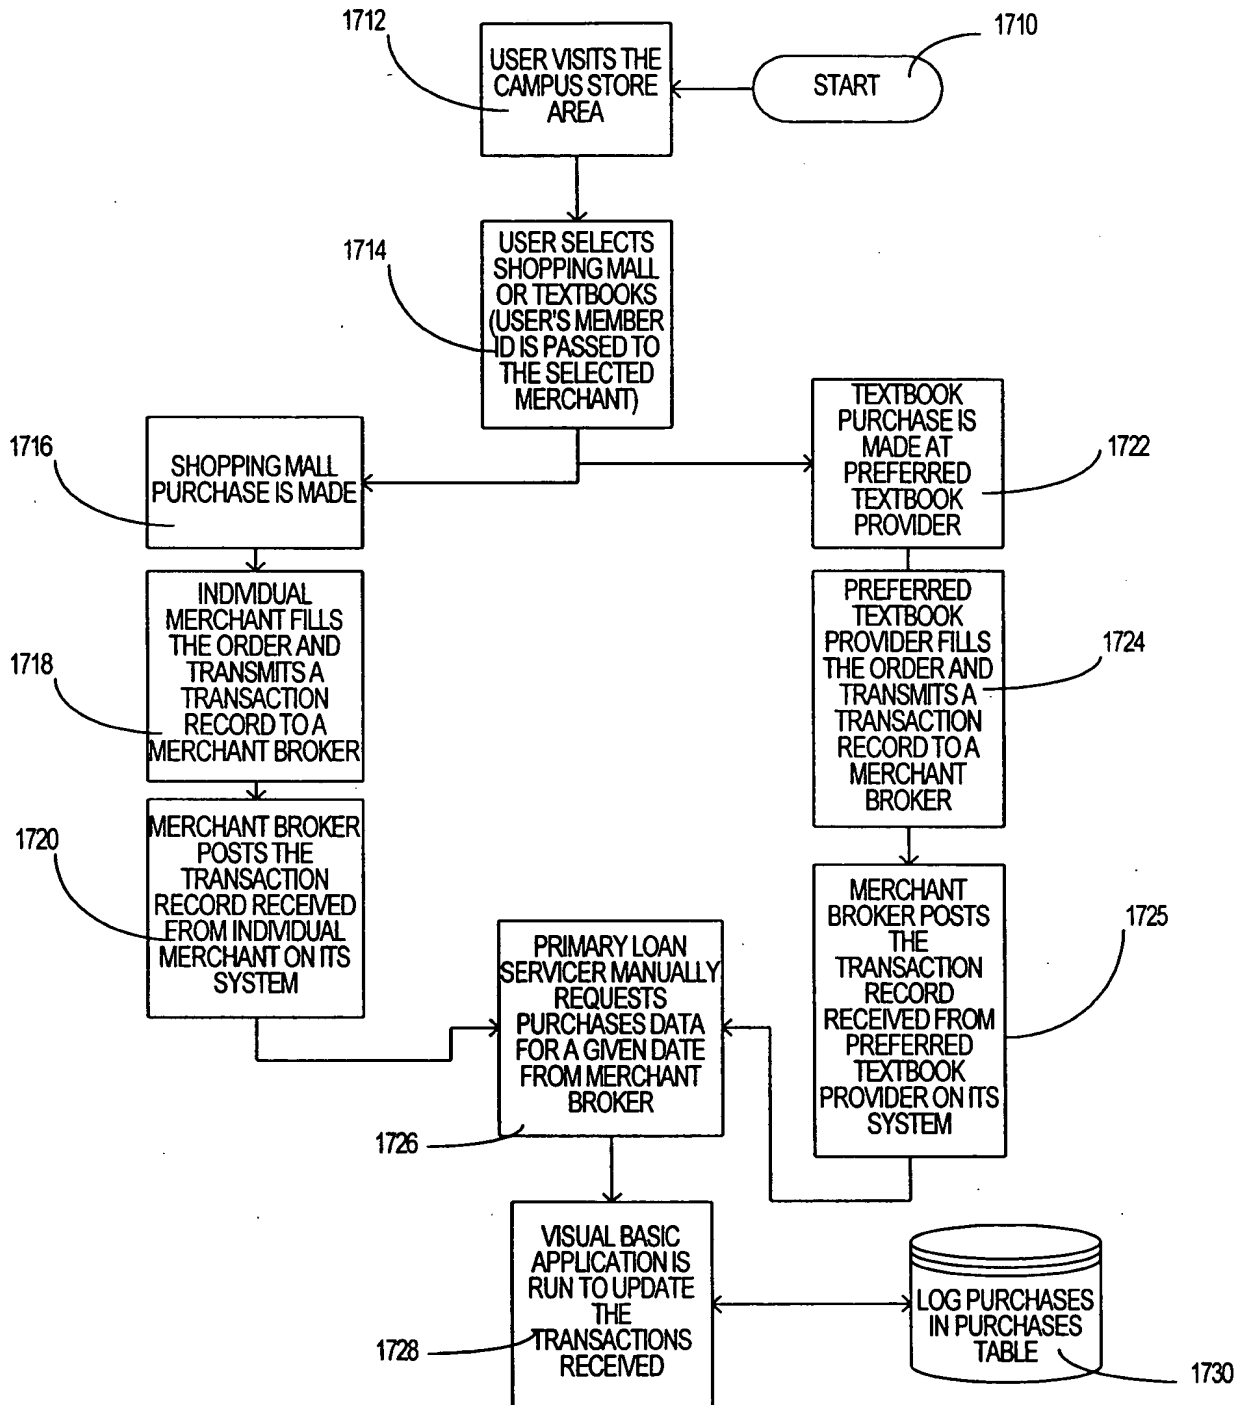 1712
USER VISITS THE
CAMPUS STORE
AREA
START
1710
1714
USER SELECTS
SHOPPING MALL
OR TEXTBOOKS
(USER'S MEMBER
ID IS PASSED TO
THE SELECTED
MERCHANT)
1716
SHOPPING MALL
PURCHASE IS MADE
TEXTBOOK
PURCHASE IS
MADE AT
PREFERRED
TEXTBOOK
PROVIDER
1722
1718
INDIVIDUAL
MERCHANT FILLS
THE ORDER AND
TRANSMITS A
TRANSACTION
RECORD TO A
MERCHANT BROKER
PREFERRED
TEXTBOOK
PROVIDER FILLS
THE ORDER AND
TRANSMITS A
TRANSACTION
RECORD TO A
MERCHANT
BROKER
1724
1720
MERCHANT BROKER
POSTS THE
TRANSACTION
RECORD RECEIVED
FROM INDIVIDUAL
MERCHANT ON ITS
SYSTEM
MERCHANT
BROKER POSTS
THE
TRANSACTION
RECORD
RECEIVED FROM
PREFERRED
TEXTBOOK
PROVIDER ON ITS
SYSTEM
1725
PRIMARY LOAN
SERVICER MANUALLY
REQUESTS
PURCHASES DATA
FOR A GIVEN DATE
FROM MERCHANT
BROKER
1726
VISUAL BASIC
APPLICATION IS
RUN TO UPDATE
THE
TRANSACTIONS
RECEIVED
1728
LOG PURCHASES
IN PURCHASES
TABLE
1730